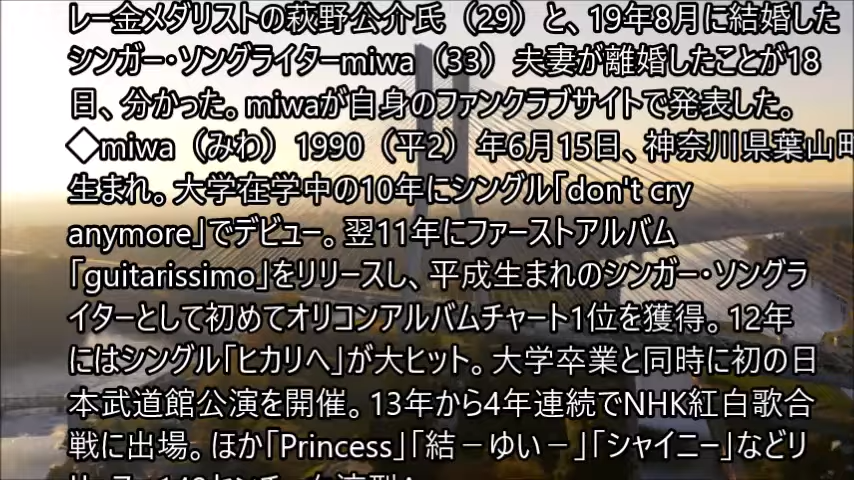 レー金メダリストの萩野公介氏（29）と、19年8月に結婚した
シンガー・ソングライターmiwa（33）夫妻が離婚したことが18
日、分かった。miwaが自身のファンクラブサイトで発表した。
◆miwa（みわ）1990（平2）年6月15日、神奈川県葉山町
生まれ。大学在学中の10年にシングル「don't cry
anymore」でデビュー。翌11年にファーストアルバム
「guitarissimo」をリリースし、平成生まれのシンガー・ソングラ
イターとして初めてオリコンアルバムチャート1位を獲得。12年
にはシングル「ヒカリへ」が大ヒット。大学卒業と同時に初の日
本武道館公演を開催。13年から4年連続でNHK紅白歌合
戦に出場。ほか「Princess」「結－ゆい－」「シャイニー」などリ